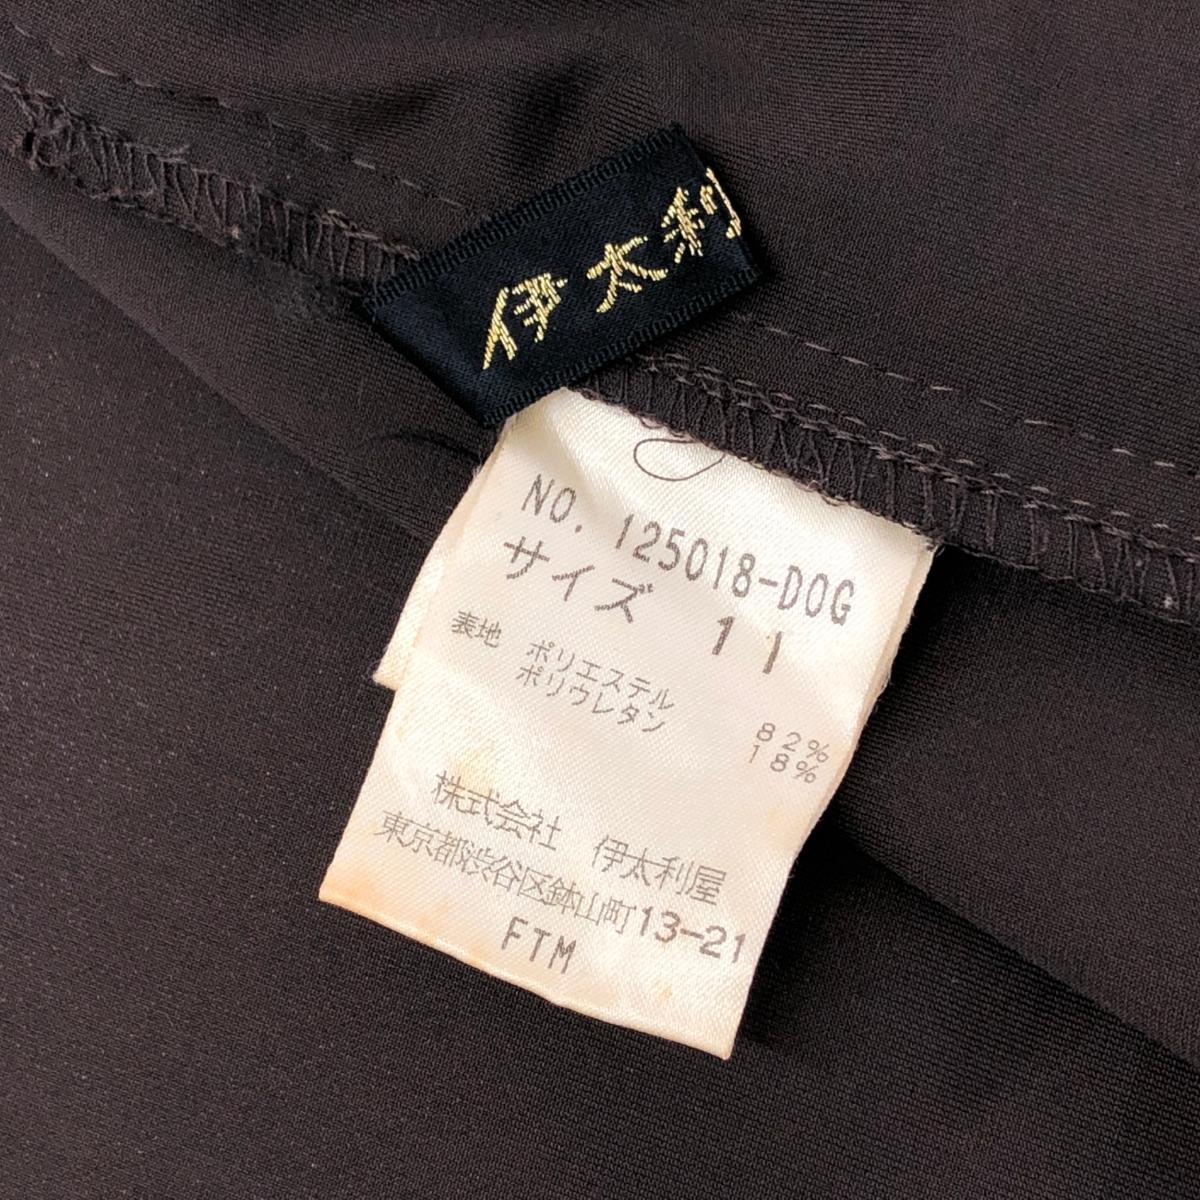 伊太利
NO. 125018-DOG
サイズ 11
表地 ポリエステル 82%
ポリウレタン 18%
株式会社 伊太利屋
東京都渋谷区鉢山町13-21
FTM